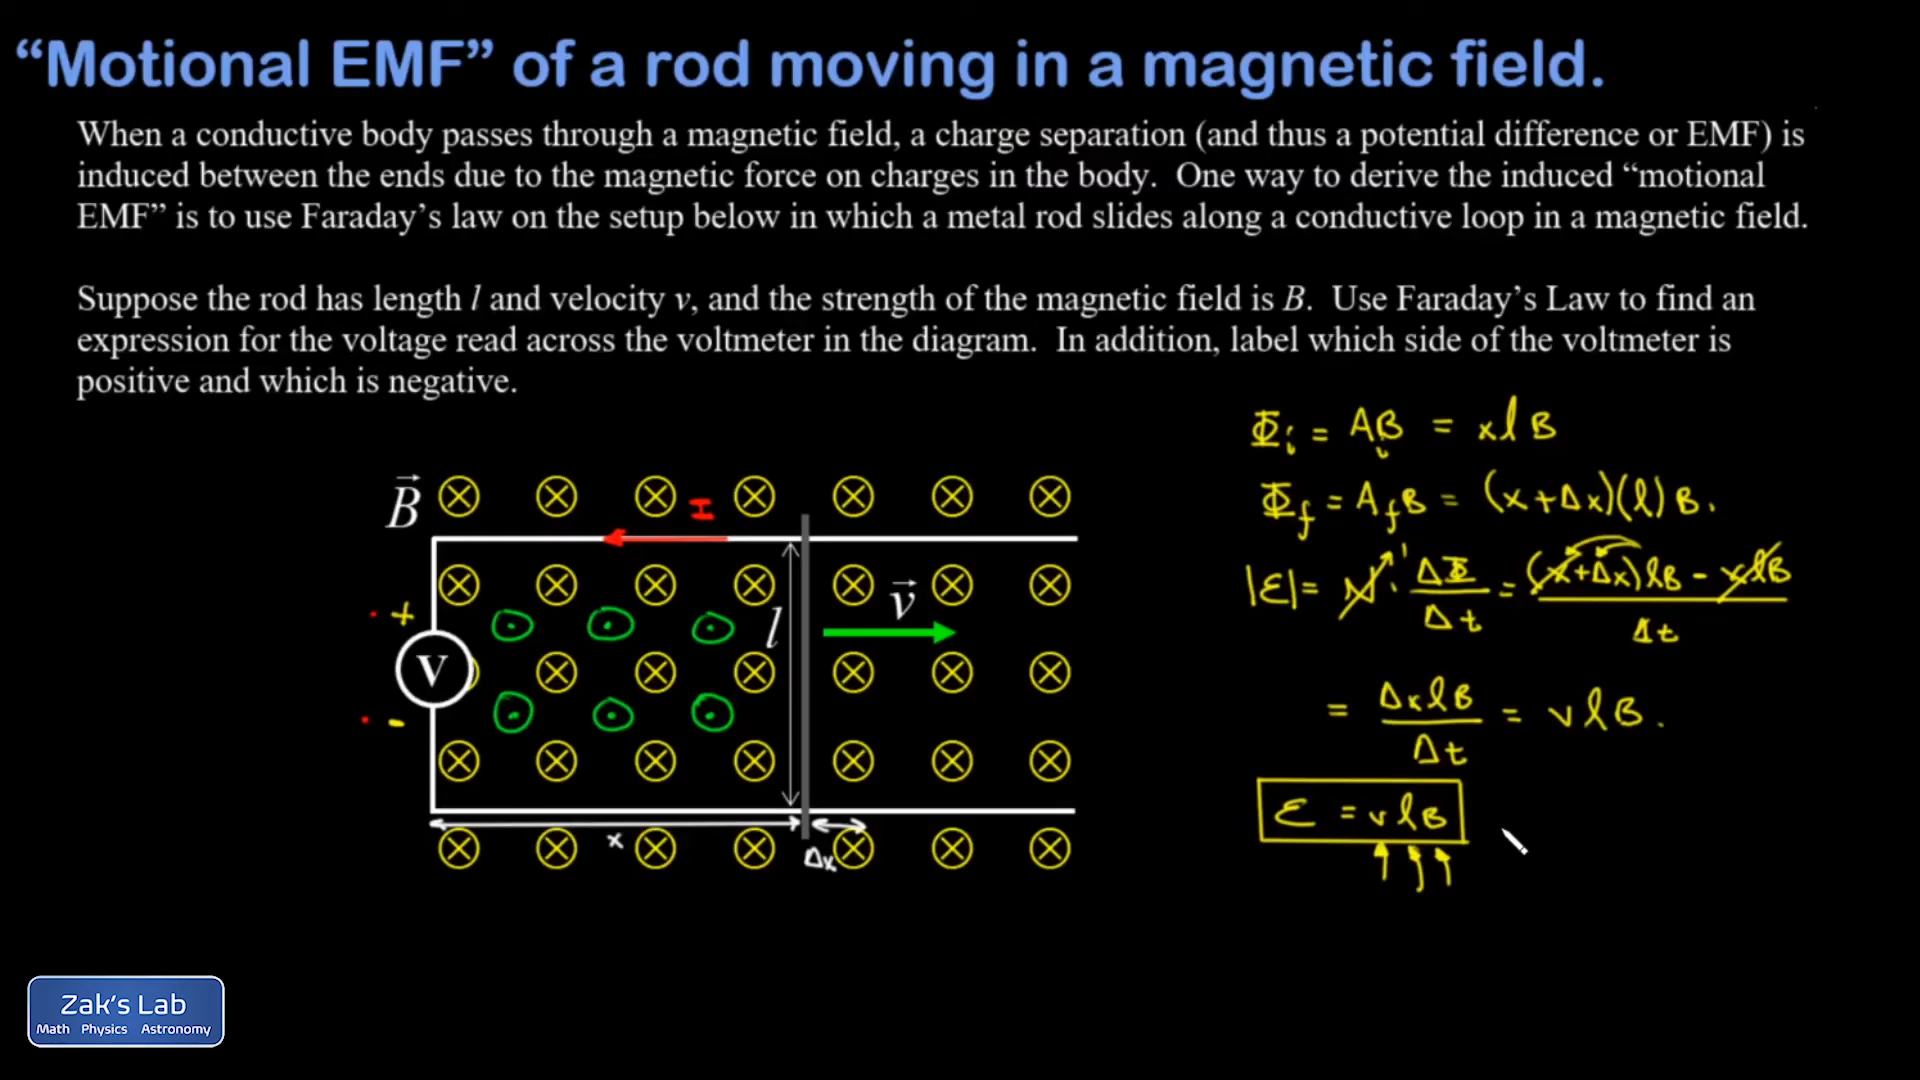 “Motional EMF” of a rod moving in a magnetic field.
When a conductive body passes through a magnetic field, a charge separation (and thus a potential difference or EMF) is
induced between the ends due to the magnetic force on charges in the body. One way to derive the induced “motional
EMF” is to use Faraday’s law on the setup below in which a metal rod slides along a conductive loop in a magnetic field.
Suppose the rod has length l and velocity v, and the strength of the magnetic field is B. Use Faraday’s Law to find an
expression for the voltage read across the voltmeter in the diagram. In addition, label which side of the voltmeter is
positive and which is negative.
Φi = AB = xlB
Φf = AfB = (x+Δx)(l)B.
|ε| = N · ΔΦ/Δt = ((x+Δx)lB - xlB)/Δt
= ΔxlB/Δt = vlB.
ε = vlB
B⃗
I
+
V
-
l
v⃗
x
Δx
Zak’s Lab
Math Physics Astronomy